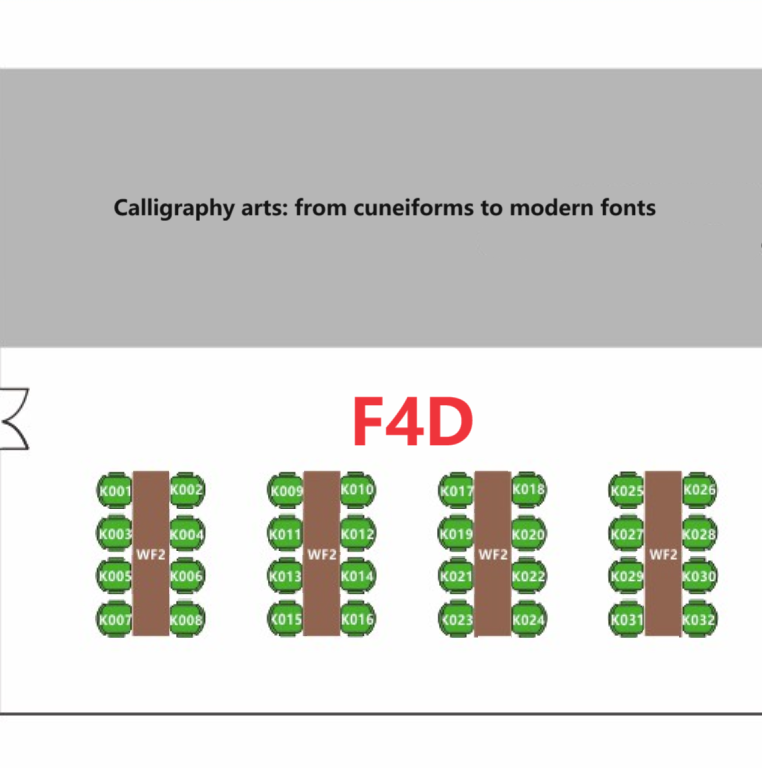 Calligraphy arts: from cuneiforms to modern fonts
F4D
K001 K002 K009 K010 K017 K018 K025 K026
K003 K004 K011 K012 K019 K020 K027 K028
WF2 WF2 WF2 WF2
K005 K006 K013 K014 K021 K022 K029 K030
K007 K008 K015 K016 K023 K024 K031 K032